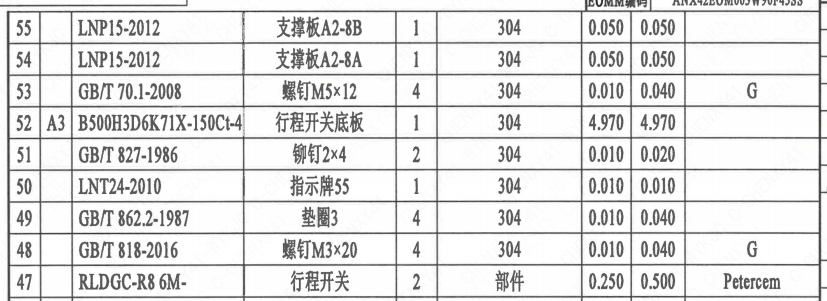 EOMM编码 ANX42EOM005W90P45SS
55 LNP15-2012 支撑板A2-8B 1 304 0.050 0.050
54 LNP15-2012 支撑板A2-8A 1 304 0.050 0.050
53 GB/T 70.1-2008 螺钉M5×12 4 304 0.010 0.040 G
52 A3 B500H3D6K71X-150Ct-4 行程开关底板 1 304 4.970 4.970
51 GB/T 827-1986 铆钉2×4 2 304 0.010 0.020
50 LNT24-2010 指示牌55 1 304 0.010 0.010
49 GB/T 862.2-1987 垫圈3 4 304 0.010 0.040
48 GB/T 818-2016 螺钉M3×20 4 304 0.010 0.040 G
47 RLDGC-R8 6M- 行程开关 2 部件 0.250 0.500 Petercem